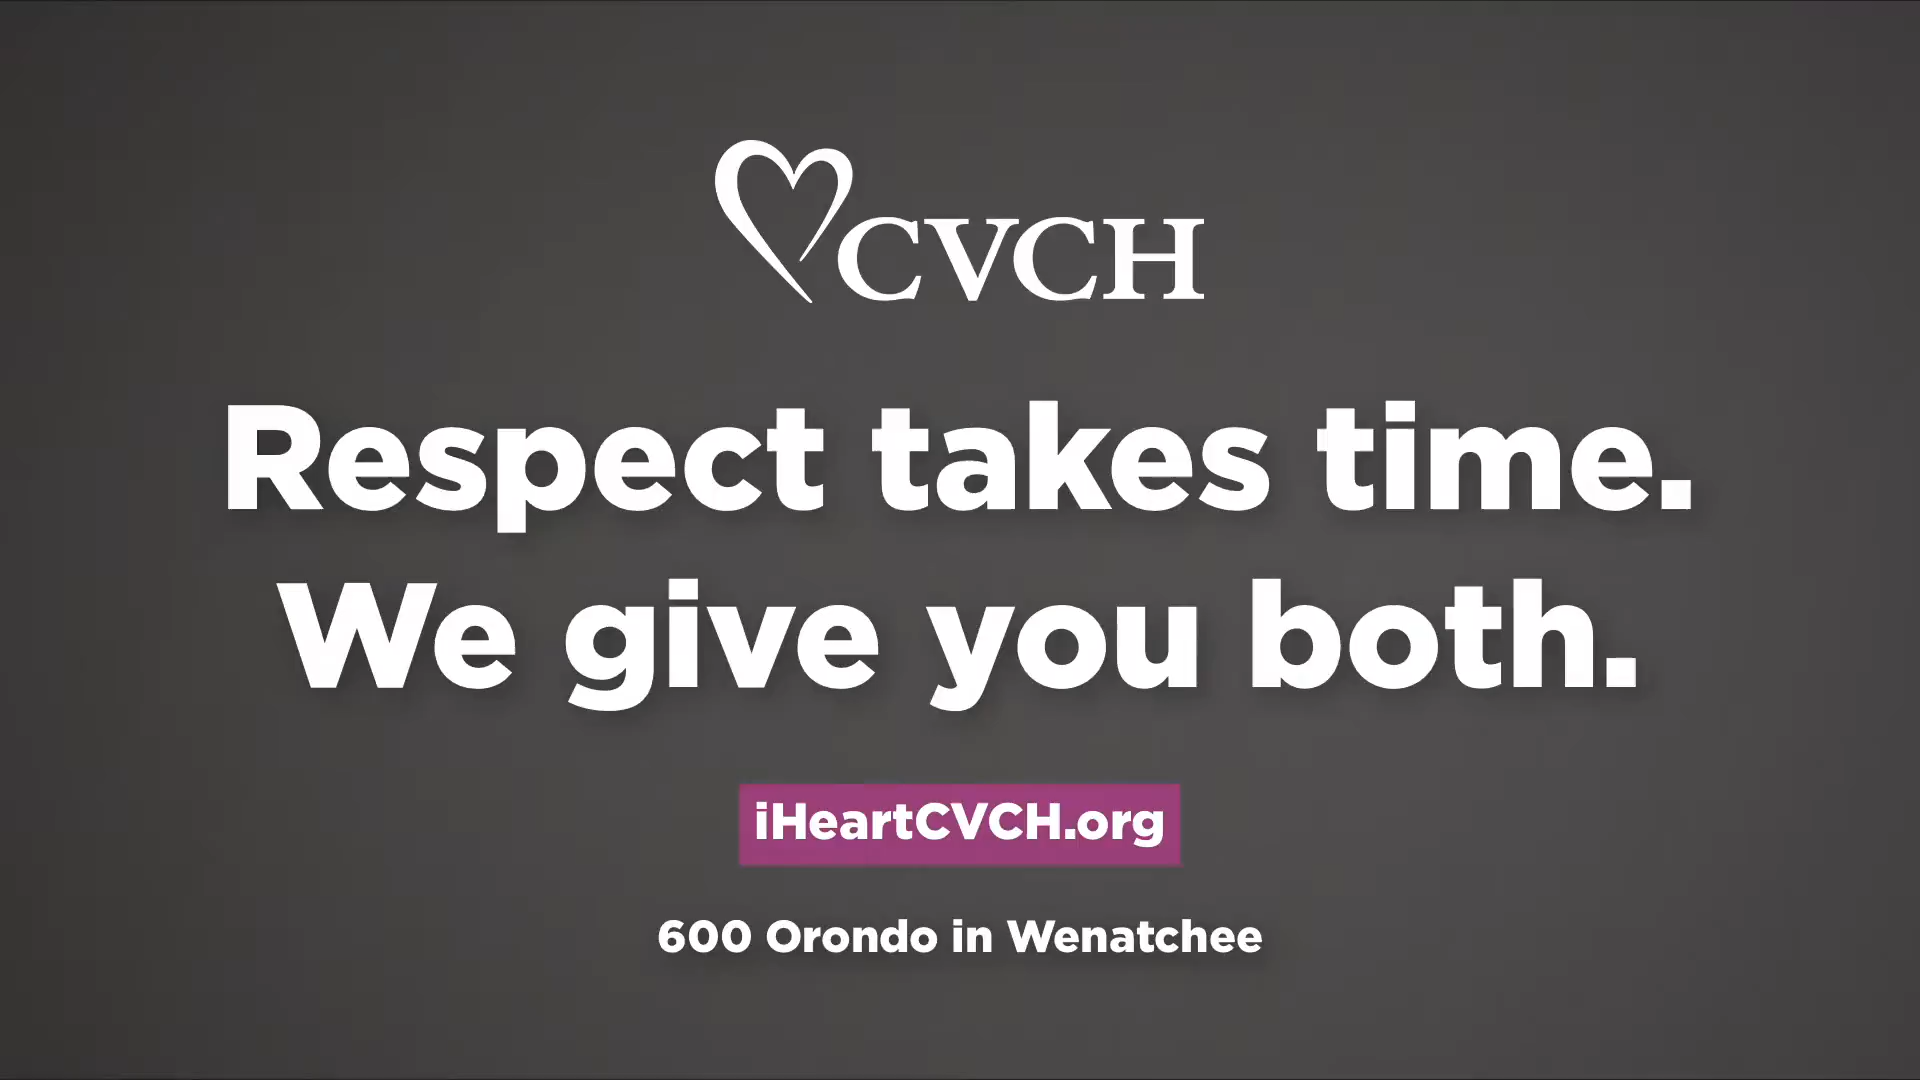 CVCH
Respect takes time.
We give you both.
iHeartCVCH.org
600 Orondo in Wenatchee